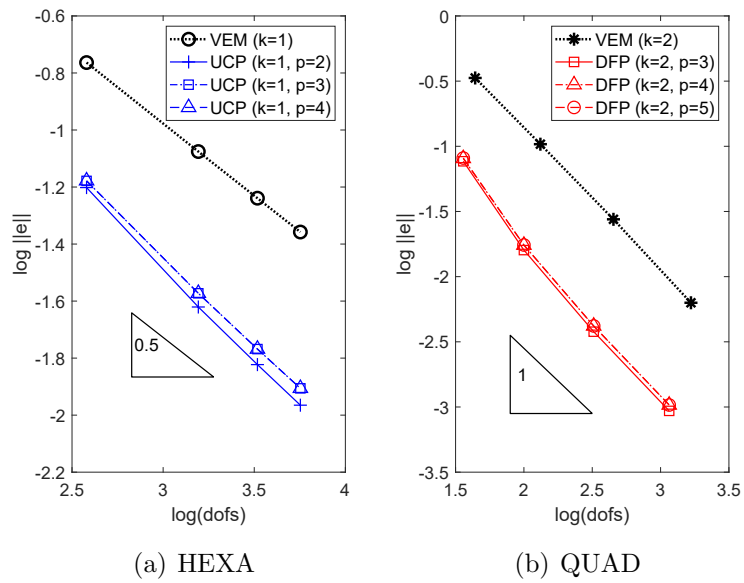 -0.6
-0.8
-1
-1.2
-1.4
-1.6
-1.8
-2
-2.2
log ||e||
VEM (k=1)
UCP (k=1, p=2)
UCP (k=1, p=3)
UCP (k=1, p=4)
0.5
2.5 3 3.5 4
log(dofs)
(a) HEXA
0
-0.5
-1
-1.5
-2
-2.5
-3
-3.5
log ||e||
VEM (k=2)
DFP (k=2, p=3)
DFP (k=2, p=4)
DFP (k=2, p=5)
1
1.5 2 2.5 3 3.5
log(dofs)
(b) QUAD